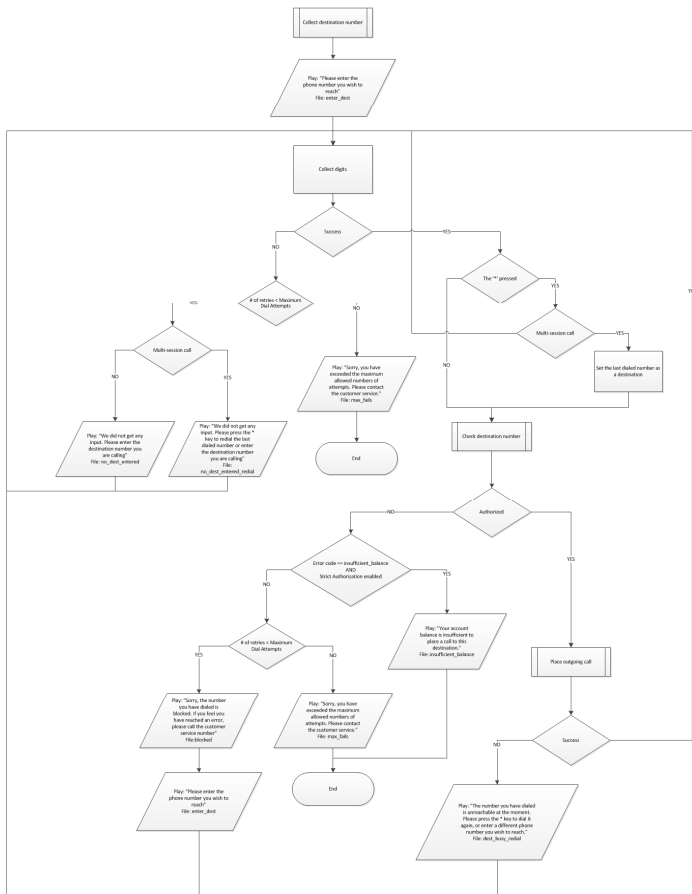 Collect destination number
Play: "Please enter the
phone number you wish to
reach"
File: enter_dest
Collect digits
Success
YES
NO
The '*' pressed
# of retries < Maximum
Dial Attempts
YES
YES
NO
Multi-session call
YES
Multi-session call
Play: "Sorry, you have
exceeded the maximum
allowed numbers of
attempts. Please contact
the customer service."
File: max_fails
NO
Set the last dialed number as
a destination
NO
YES
Play: "We did not get any
input. Please enter the
destination number you
are calling"
File: no_dest_entered
Play: "We did not get any
input. Please press the *
key to redial the last
dialed number or enter
the destination number
you are calling"
File:
no_dest_entered_redial
End
Check destination number
NO
Authorized
YES
Error code == insufficient_balance
AND
Strict Authorization enabled
NO
YES
# of retries < Maximum
Dial Attempts
Play: "Your account
balance is insufficient to
place a call to this
destination."
File: insufficient_balance
YES
NO
Place outgoing call
Play: "Sorry, the number
you have dialed is
blocked. If you feel you
have reached an error,
please call the customer
service number"
File:blocked
Play: "Sorry, you have
exceeded the maximum
allowed numbers of
attempts. Please contact
the customer service."
File: max_fails
Success
NO
Play: "Please enter the
phone number you wish to
reach"
File: enter_dest
End
Play: "The number you have dialed
is unreachable at the moment.
Please press the * key to dial it
again, or enter a different phone
number you wish to reach."
File: dest_busy_redial